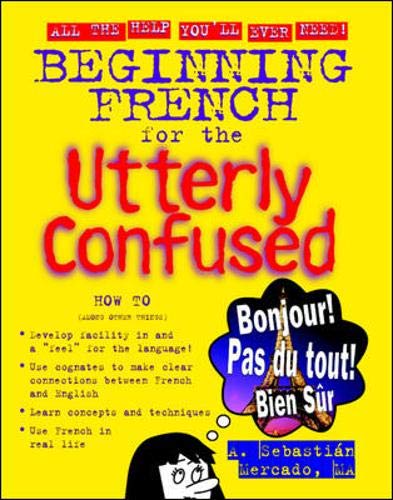 ALL THE HELP YOU'LL EVER NEED!
BEGINNING
FRENCH
for the
Utterly
Confused
HOW TO
(AMONG OTHER THINGS)
• Develop facility in and
a "feel" for the language!
• Use cognates to make clear
connections between French
and English
• Learn concepts and techniques
• Use French in
real life
Bonjour!
Pas du tout!
Bien Sûr
A. Sebastián
Mercado, MA